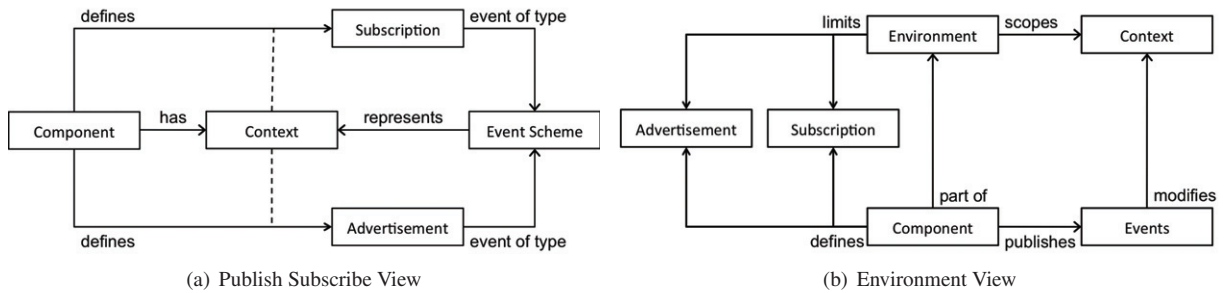 defines
Subscription
event of type
Component
has
Context
represents
Event Scheme
defines
Advertisement
event of type
(a) Publish Subscribe View
limits
Environment
scopes
Context
Advertisement
Subscription
part of
modifies
defines
Component
publishes
Events
(b) Environment View